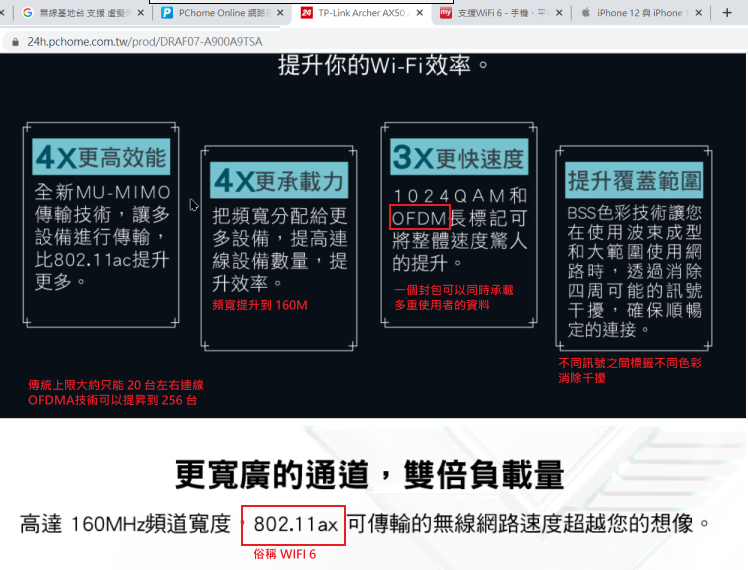 無線基地台 支援 虛擬
PChome Online 網路
TP-Link Archer AX50
支援WiFi 6 - 手機、平
iPhone 12 與 iPhone
24h.pchome.com.tw/prod/DRAF07-A900A9TSA
提升你的Wi-Fi效率。
4X更高效能
全新MU-MIMO
傳輸技術，讓多
設備進行傳輸，
比802.11ac提升
更多。
4X更承載力
把頻寬分配給更
多設備，提高連
線設備數量，提
升效率。
頻寬提升到 160M
3X更快速度
1024QAM和
OFDM長標記可
將整體速度驚人
的提升。
一個封包可以同時承載
多重使用者的資料
提升覆蓋範圍
BSS色彩技術讓您
在使用波束成型
和大範圍使用網
路時，透過消除
四周可能的訊號
干擾，確保順暢
定的連接。
不同訊號之間標籤不同色彩
消除干擾
傳統上限大約只能 20 台左右連線
OFDMA技術可以提昇到 256 台
更寬廣的通道，雙倍負載量
高達 160MHz頻道寬度，802.11ax 可傳輸的無線網路速度超越您的想像。
俗稱 WIFI 6